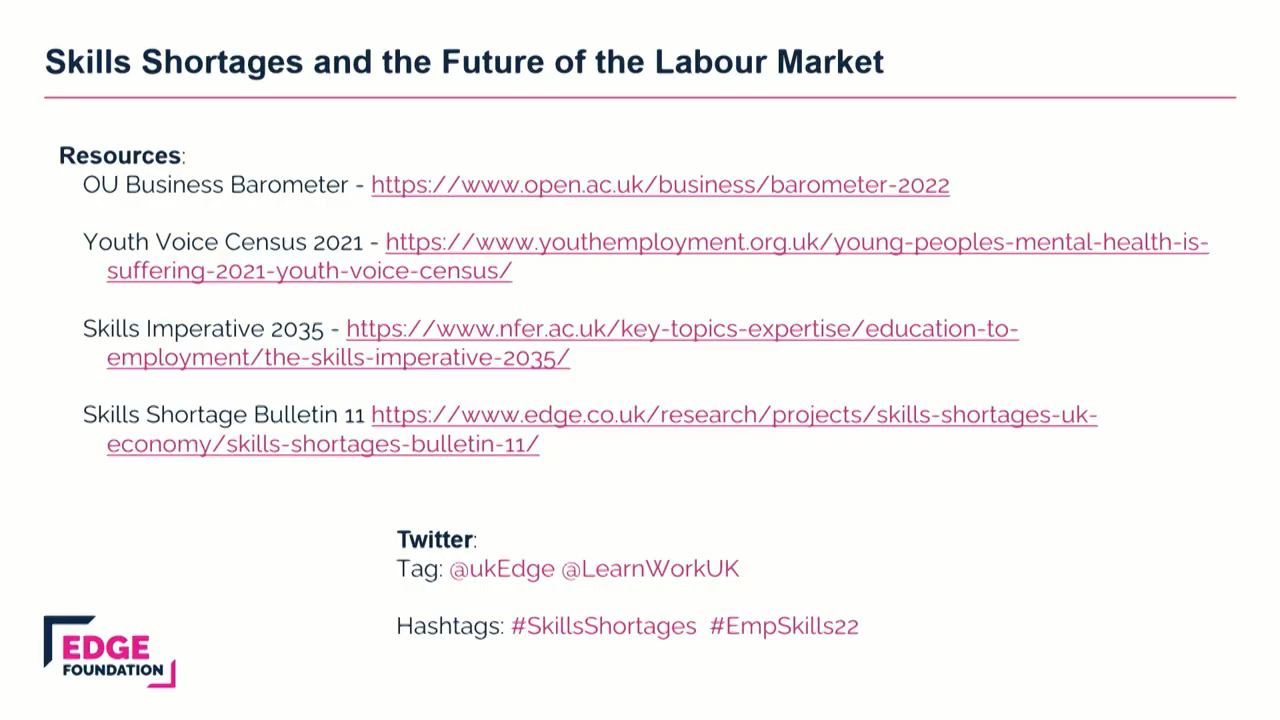 Skills Shortages and the Future of the Labour Market
Resources:
OU Business Barometer - https://www.open.ac.uk/business/barometer-2022
Youth Voice Census 2021 - https://www.youthemployment.org.uk/young-peoples-mental-health-is-
suffering-2021-youth-voice-census/
Skills Imperative 2035 - https://www.nfer.ac.uk/key-topics-expertise/education-to-
employment/the-skills-imperative-2035/
Skills Shortage Bulletin 11 https://www.edge.co.uk/research/projects/skills-shortages-uk-
economy/skills-shortages-bulletin-11/
Twitter:
Tag: @ukEdge @LearnWorkUK
Hashtags: #SkillsShortages #EmpSkills22
EDGE
FOUNDATION